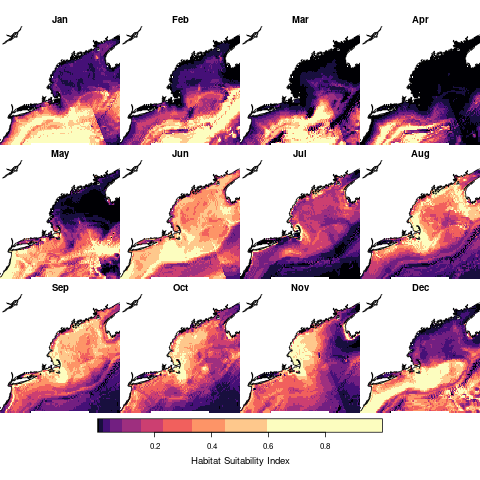 Jan Feb Mar Apr
May Jun Jul Aug
Sep Oct Nov Dec
0.2 0.4 0.6 0.8
Habitat Suitability Index